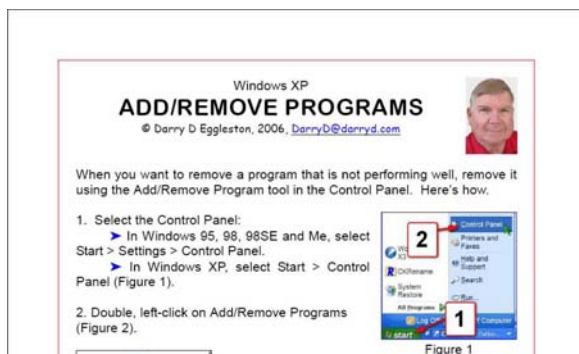 Windows XP
ADD/REMOVE PROGRAMS
© Darry D Eggleston, 2006, DarryD@darryd.com
When you want to remove a program that is not performing well, remove it
using the Add/Remove Program tool in the Control Panel. Here's how.
1. Select the Control Panel:
➤ In Windows 95, 98, 98SE and Me, select
Start > Settings > Control Panel.
➤ In Windows XP, select Start > Control
Panel (Figure 1).
2. Double, left-click on Add/Remove Programs
(Figure 2).
2
Control Panel
Printers and
Faxes
Help and
Support
Search
Run...
System
Restore
All Programs
1
Log Of
Computer
start
Figure 1